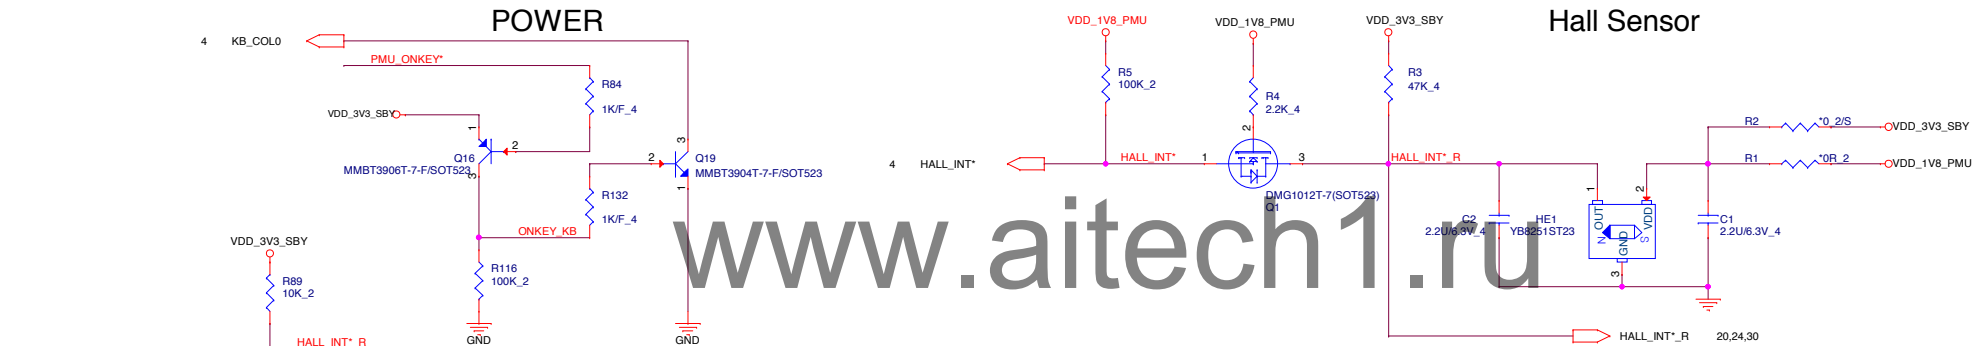 POWER
Hall Sensor
4 KB_COL0
PMU_ONKEY*
R84
1K/F_4
VDD_3V3_SBY
1
2
3
Q16
MMBT3906T-7-F/SOT523
3
2
1
Q19
MMBT3904T-7-F/SOT523
R132
1K/F_4
ONKEY_KB
VDD_3V3_SBY
R89
10K_2
HALL_INT*_R
R116
100K_2
GND
GND
VDD_1V8_PMU
VDD_1V8_PMU
VDD_3V3_SBY
R5
100K_2
R4
2.2K_4
R3
47K_4
2
4 HALL_INT*
HALL_INT*
1
3
HALL_INT*_R
DMG1012T-7(SOT523)
Q1
R2
*0_2/S
VDD_3V3_SBY
R1
*0R_2
VDD_1V8_PMU
1
2
OUT
VDD
C2
2.2U/6.3V_4
HE1
YB8251ST23
N
GND
S
3
C1
2.2U/6.3V_4
www.aitech1.ru
HALL_INT*_R 20,24,30